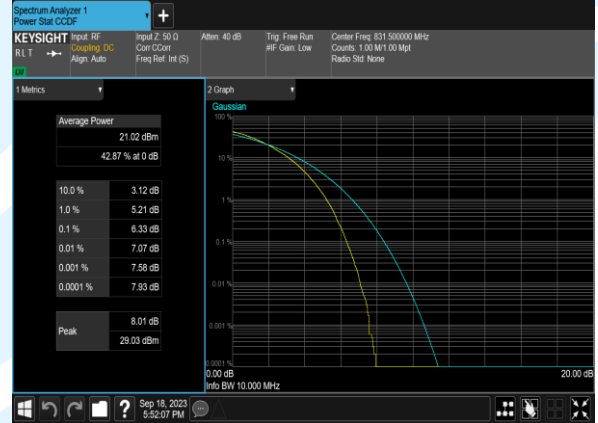 Spectrum Analyzer 1
Power Stat CCDF
KEYSIGHT
RLT
Input: RF
Coupling: DC
Align: Auto
Input Z: 50 Ω
Corr CCorr
Freq Ref: Int (S)
Atten: 40 dB
Trig: Free Run
#IF Gain: Low
Center Freq: 831.500000 MHz
Counts: 1.00 M/1.00 Mpt
Radio Std: None
1 Metrics
Average Power
21.02 dBm
42.87 % at 0 dB
10.0 % 3.12 dB
1.0 % 5.21 dB
0.1 % 6.33 dB
0.01 % 7.07 dB
0.001 % 7.58 dB
0.0001 % 7.93 dB
Peak 8.01 dB
29.03 dBm
2 Graph
Gaussian
100 %
10 %
1 %
0.1 %
0.01 %
0.001 %
0.0001 %
0.00 dB 20.00 dB
Info BW 10.000 MHz
?
Sep 18, 2023
5:52:07 PM